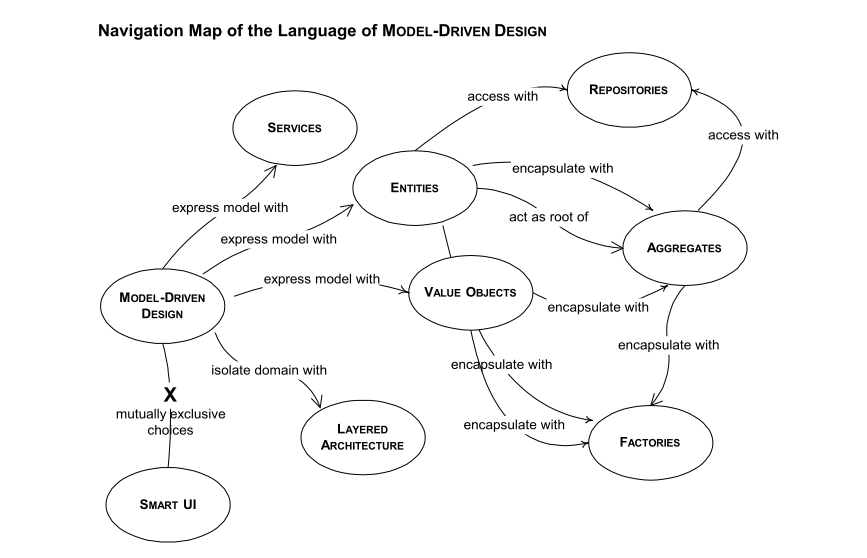 Navigation Map of the Language of MODEL-DRIVEN DESIGN
REPOSITORIES
access with
SERVICES
access with
encapsulate with
ENTITIES
express model with
act as root of
express model with
AGGREGATES
express model with
VALUE OBJECTS
MODEL-DRIVEN
DESIGN
encapsulate with
encapsulate with
encapsulate with
isolate domain with
X
mutually exclusive
choices
encapsulate with
LAYERED
ARCHITECTURE
FACTORIES
SMART UI